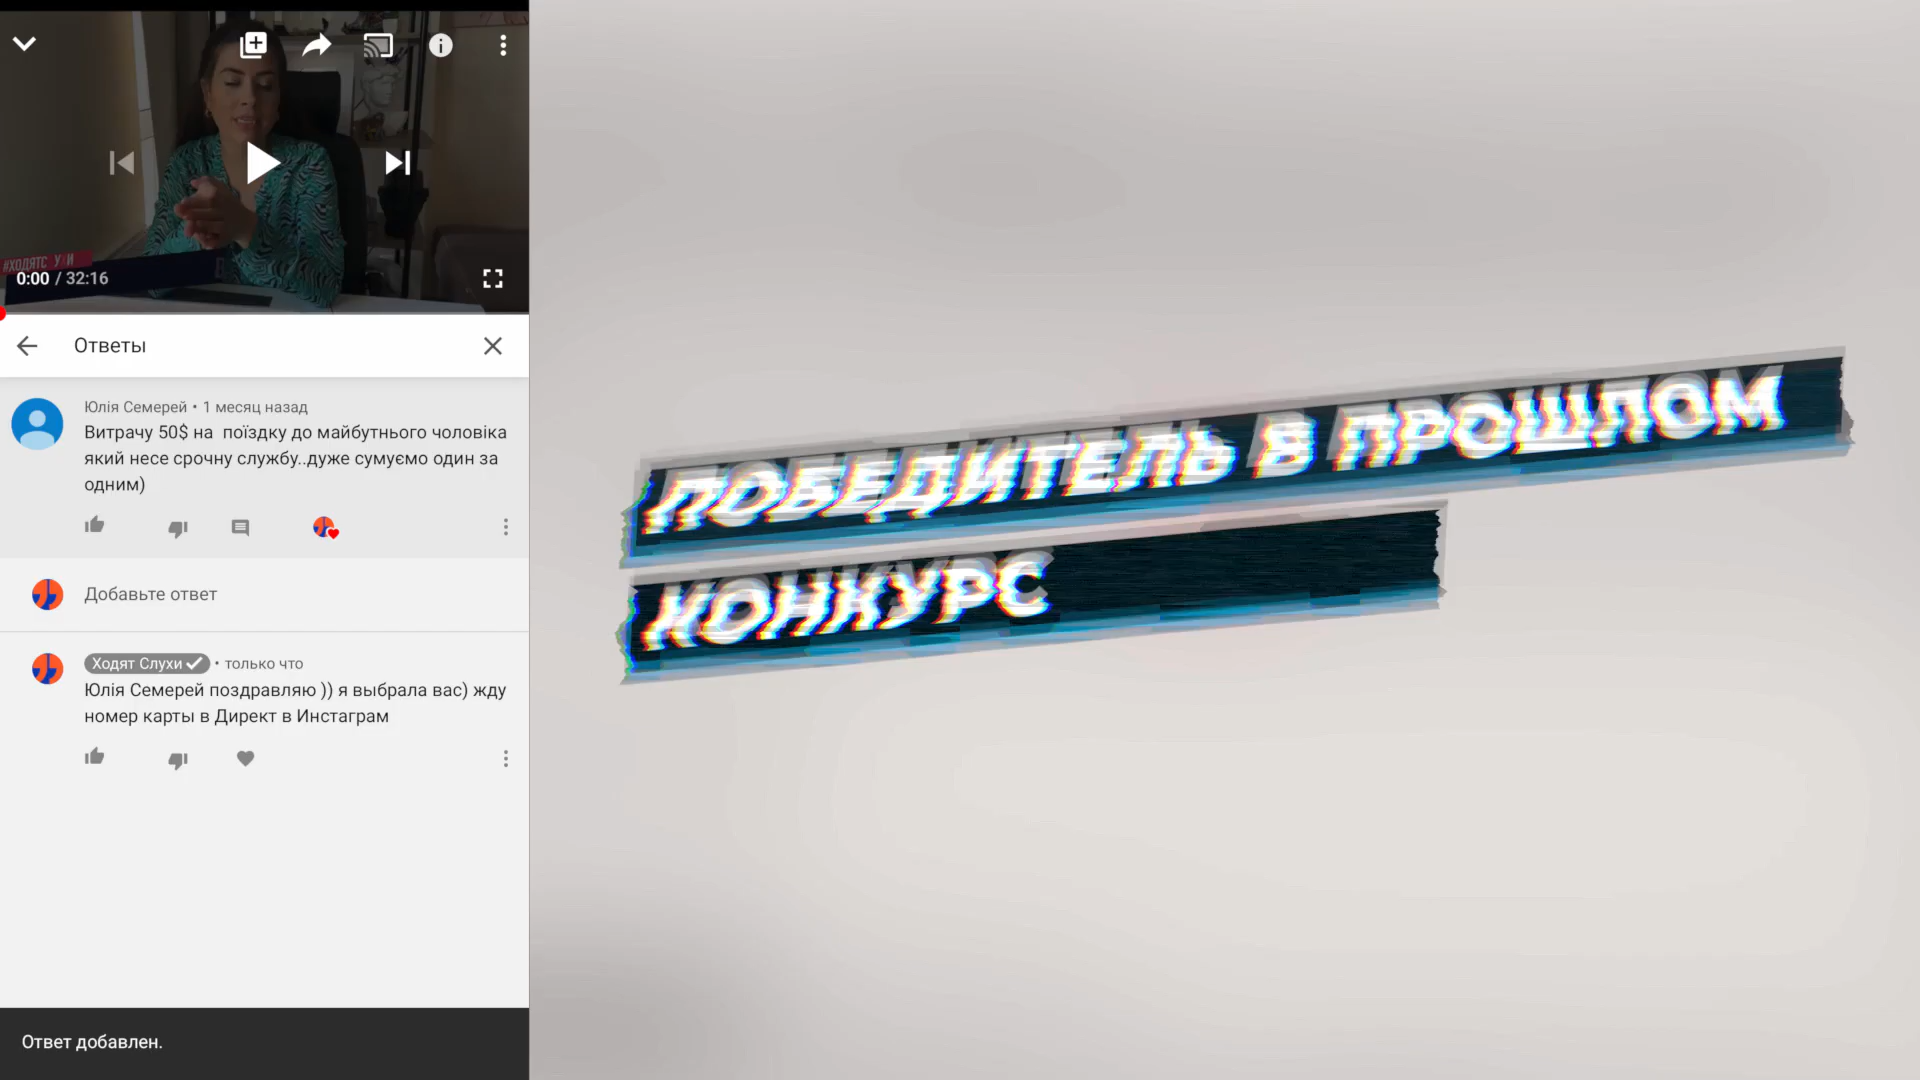 #ХОДЯТС
0:00 / 32:16
Ответы
Юлія Семерей • 1 месяц назад
Витрачу 50$ на поїздку до майбутнього чоловіка
який несе срочну службу..дуже сумуємо один за
одним)
Добавьте ответ
Ходят Слухи • только что
Юлія Семерей поздравляю )) я выбрала вас) жду
номер карты в Директ в Инстаграм
Ответ добавлен.
ПОБЕДИТЕЛЬ В ПРОШЛОМ
КОНКУРС